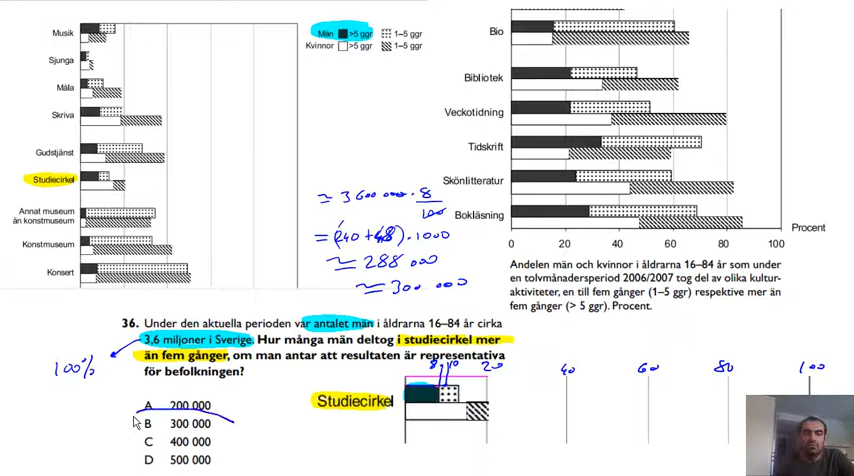 Musik
Sjunga
Måla
Skriva
Gudstjänst
Studiecirkel
Annat museum
än konstmuseum
Konstmuseum
Konsert
Män >5 ggr 1–5 ggr
Kvinnor >5 ggr 1–5 ggr
Bio
Bibliotek
Veckotidning
Tidskrift
Skönlitteratur
Bokläsning
0 20 40 60 80 100
Procent
Andelen män och kvinnor i åldrarna 16–84 år som under
en tolvmånadersperiod 2006/2007 tog del av olika kultur-
aktiviteter, en till fem gånger (1–5 ggr) respektive mer än
fem gånger (> 5 ggr). Procent.
≈ 3 600 000 · 8
100
= (240 + 48) · 1000
≈ 288 000
≈ 300 000
36. Under den aktuella perioden var antalet män i åldrarna 16–84 år cirka
3,6 miljoner i Sverige. Hur många män deltog i studiecirkel mer
än fem gånger, om man antar att resultaten är representativa
för befolkningen?
100%
A 200 000
B 300 000
C 400 000
D 500 000
Studiecirkel
8 10 20 40 60 80 100